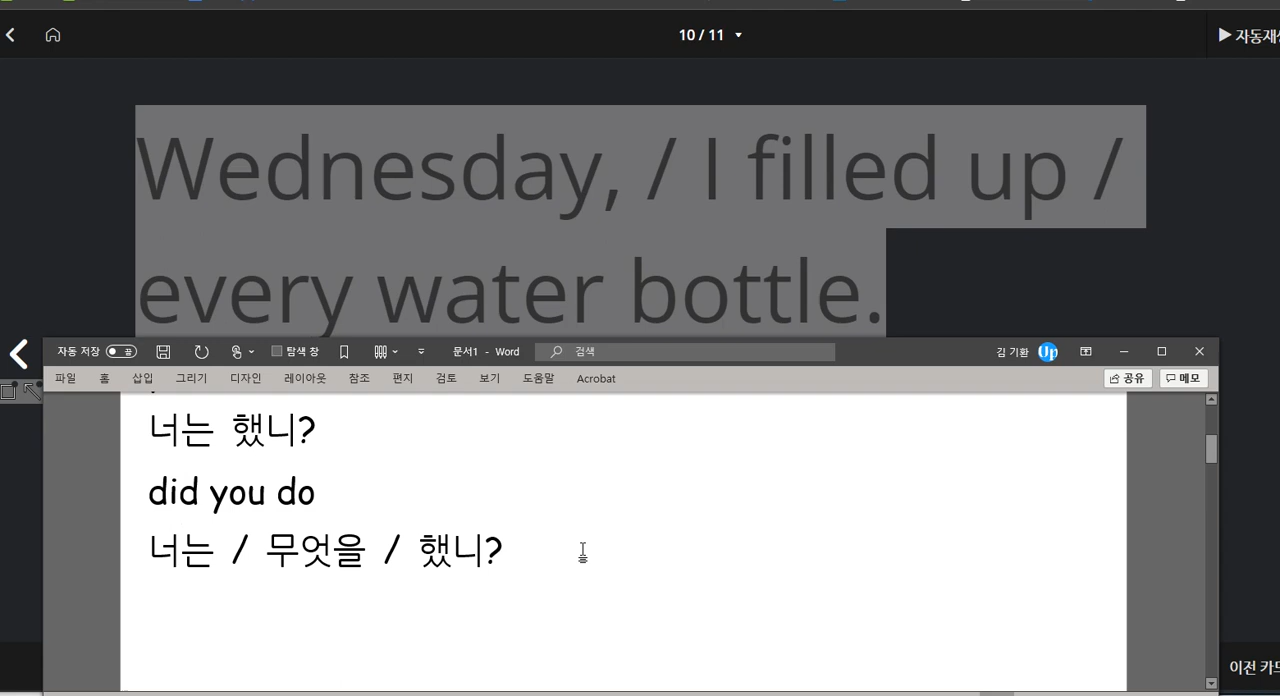 10 / 11
▶ 자동재
Wednesday, / I filled up /
every water bottle.
자동 저장 끔 탐색 창 문서1 - Word 검색 김 기환 Up
파일 홈 삽입 그리기 디자인 레이아웃 참조 편지 검토 보기 도움말 Acrobat 공유 메모
너는 했니?
did you do
너는 / 무엇을 / 했니?
이전 카드